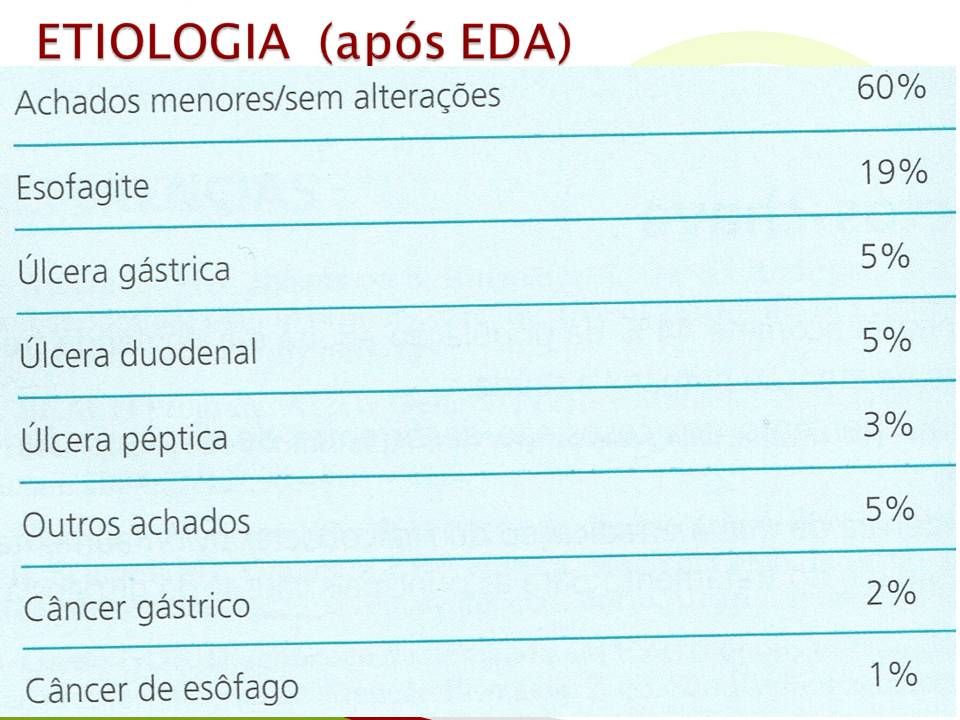 ETIOLOGIA (após EDA)
Achados menores/sem alterações 60%
Esofagite 19%
Úlcera gástrica 5%
Úlcera duodenal 5%
Úlcera péptica 3%
Outros achados 5%
Câncer gástrico 2%
Câncer de esôfago 1%